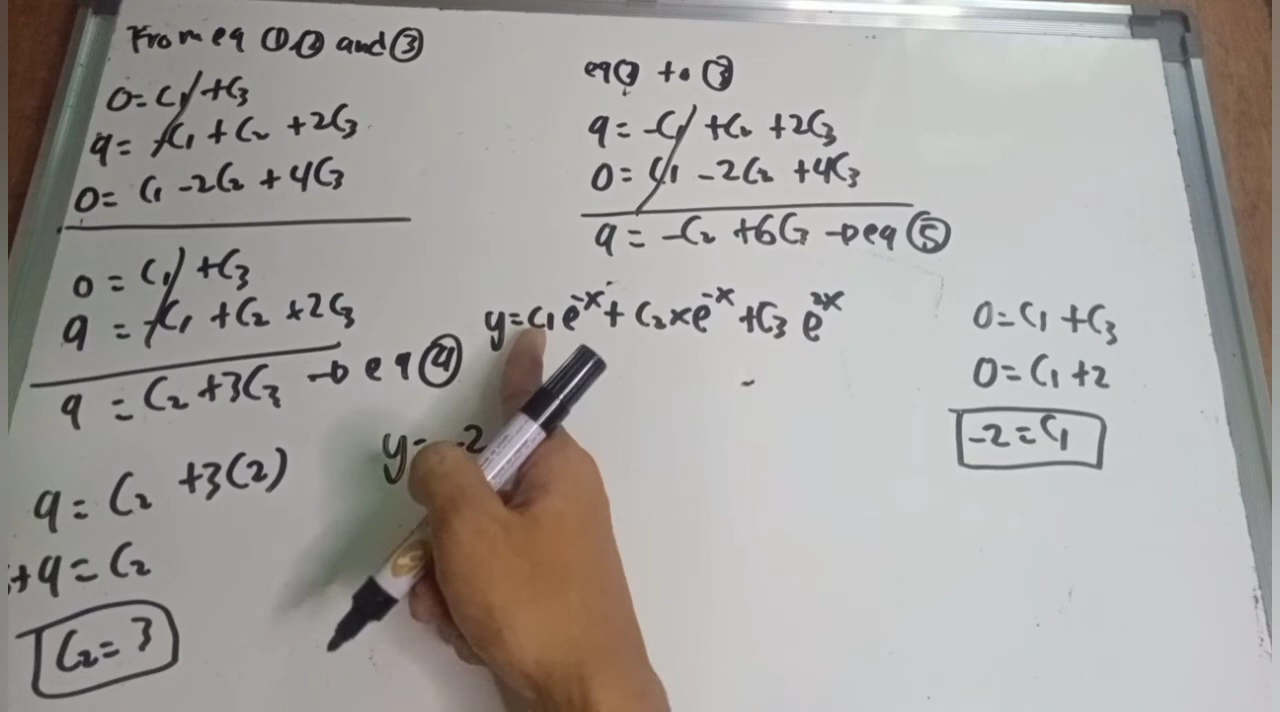 From eq ① ② and ③
0 = C₁ + C₃
9 = -C₁ + C₂ + 2C₃
0 = C₁ - 2C₂ + 4C₃
0 = C₁ + C₃
9 = -C₁ + C₂ + 2C₃
9 = C₂ + 3C₃ → eq ④
9 = C₂ + 3(2)
+9 = C₂
C₂ = 3
eq ② to ③
9 = -C₁ + C₂ + 2C₃
0 = C₁ - 2C₂ + 4C₃
9 = -C₂ + 6C₃ → eq ⑤
y = C₁e^-x + C₂xe^-x + C₃e^2x
y = -2
0 = C₁ + C₃
0 = C₁ + 2
-2 = C₁